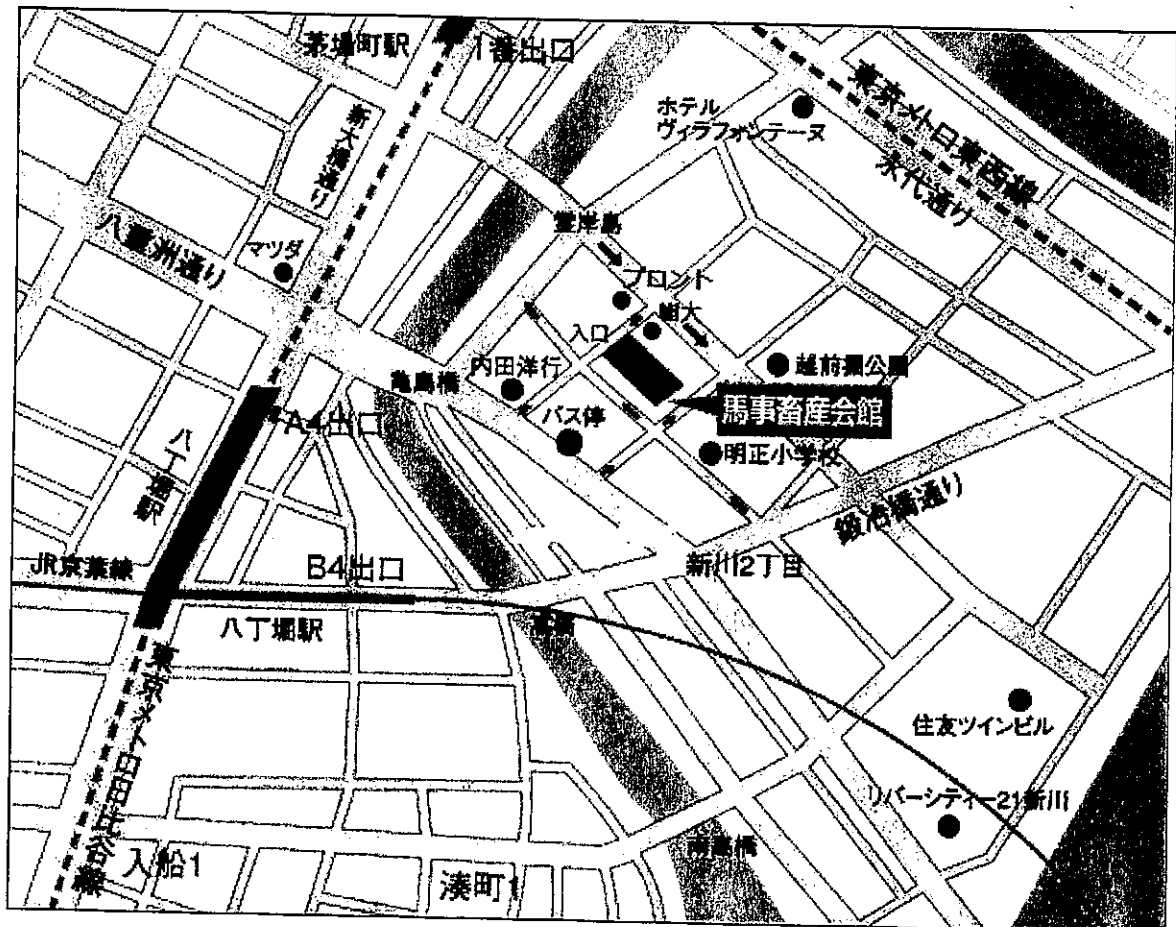 茅場町駅
1番出口
新大橋通り
八重洲通り
マツダ
ホテル
ヴィラフォンテーヌ
東京メトロ東西線
永代通り
霊岸島
プロント
入口
内田洋行
亀島橋
バス停
越前堀公園
馬事畜産会館
明正小学校
鍛冶橋通り
A4出口
八丁堀駅
JR京葉線
B4出口
新川2丁目
八丁堀駅
高橋
東京メトロ日比谷線
住友ツインビル
リバーシティー21新川
南高橋
入船1
湊町1